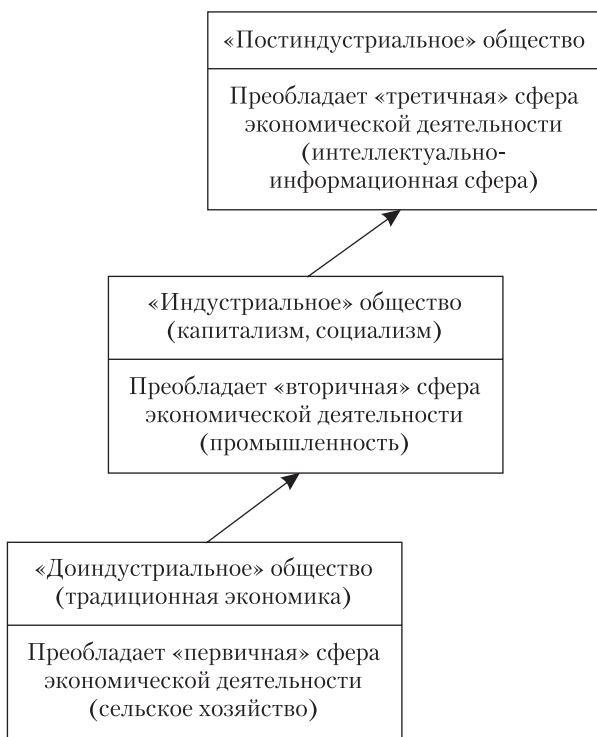 «Постиндустриальное» общество
Преобладает «третичная» сфера
экономической деятельности
(интеллектуально-
информационная сфера)
«Индустриальное» общество
(капитализм, социализм)
Преобладает «вторичная» сфера
экономической деятельности
(промышленность)
«Доиндустриальное» общество
(традиционная экономика)
Преобладает «первичная» сфера
экономической деятельности
(сельское хозяйство)